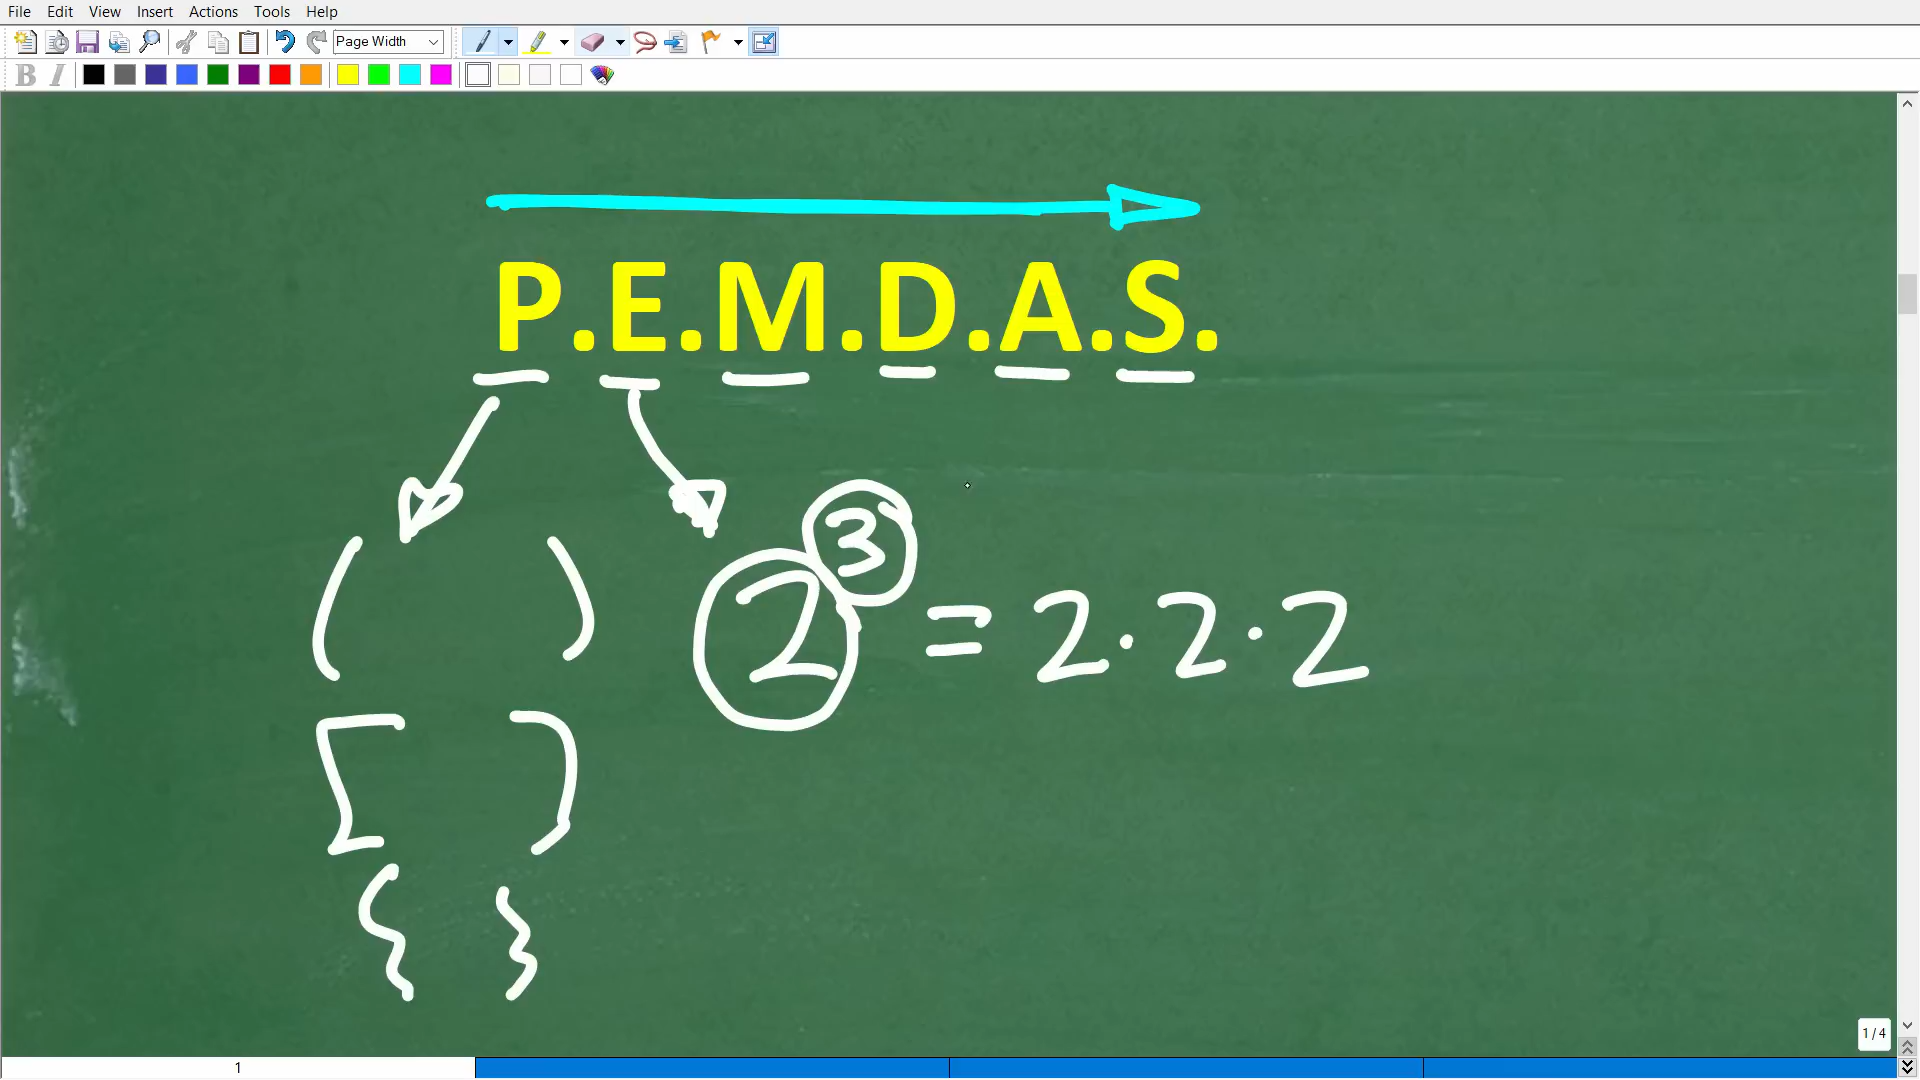 File Edit View Insert Actions Tools Help
Page Width
B I
P.E.M.D.A.S.
( ) 2³ = 2·2·2
[ ]
{ }
1 / 4
1